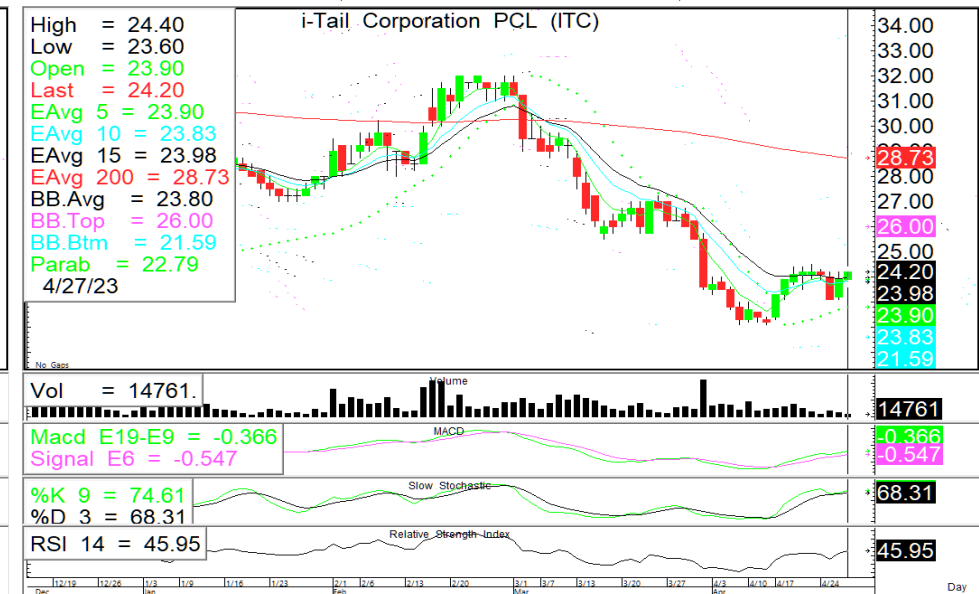 i-Tail Corporation PCL (ITC)
High = 24.40
Low = 23.60
Open = 23.90
Last = 24.20
EAvg 5 = 23.90
EAvg 10 = 23.83
EAvg 15 = 23.98
EAvg 200 = 28.73
BB.Avg = 23.80
BB.Top = 26.00
BB.Btm = 21.59
Parab = 22.79
4/27/23
34.00
33.00
32.00
31.00
30.00
28.73
28.00
27.00
26.00
25.00
24.20
23.98
23.90
23.83
21.59
No Gaps
Volume
Vol = 14761.
14761
MACD
Macd E19-E9 = -0.366
Signal E6 = -0.547
-0.366
-0.547
Slow Stochastic
%K 9 = 74.61
%D 3 = 68.31
68.31
Relative Strength Index
RSI 14 = 45.95
45.95
12/19 12/26 1/3 1/9 1/16 1/23 2/1 2/6 2/13 2/20 3/1 3/7 3/13 3/20 3/27 4/3 4/10 4/17 4/24
Dec Jan Feb Mar Apr
Day